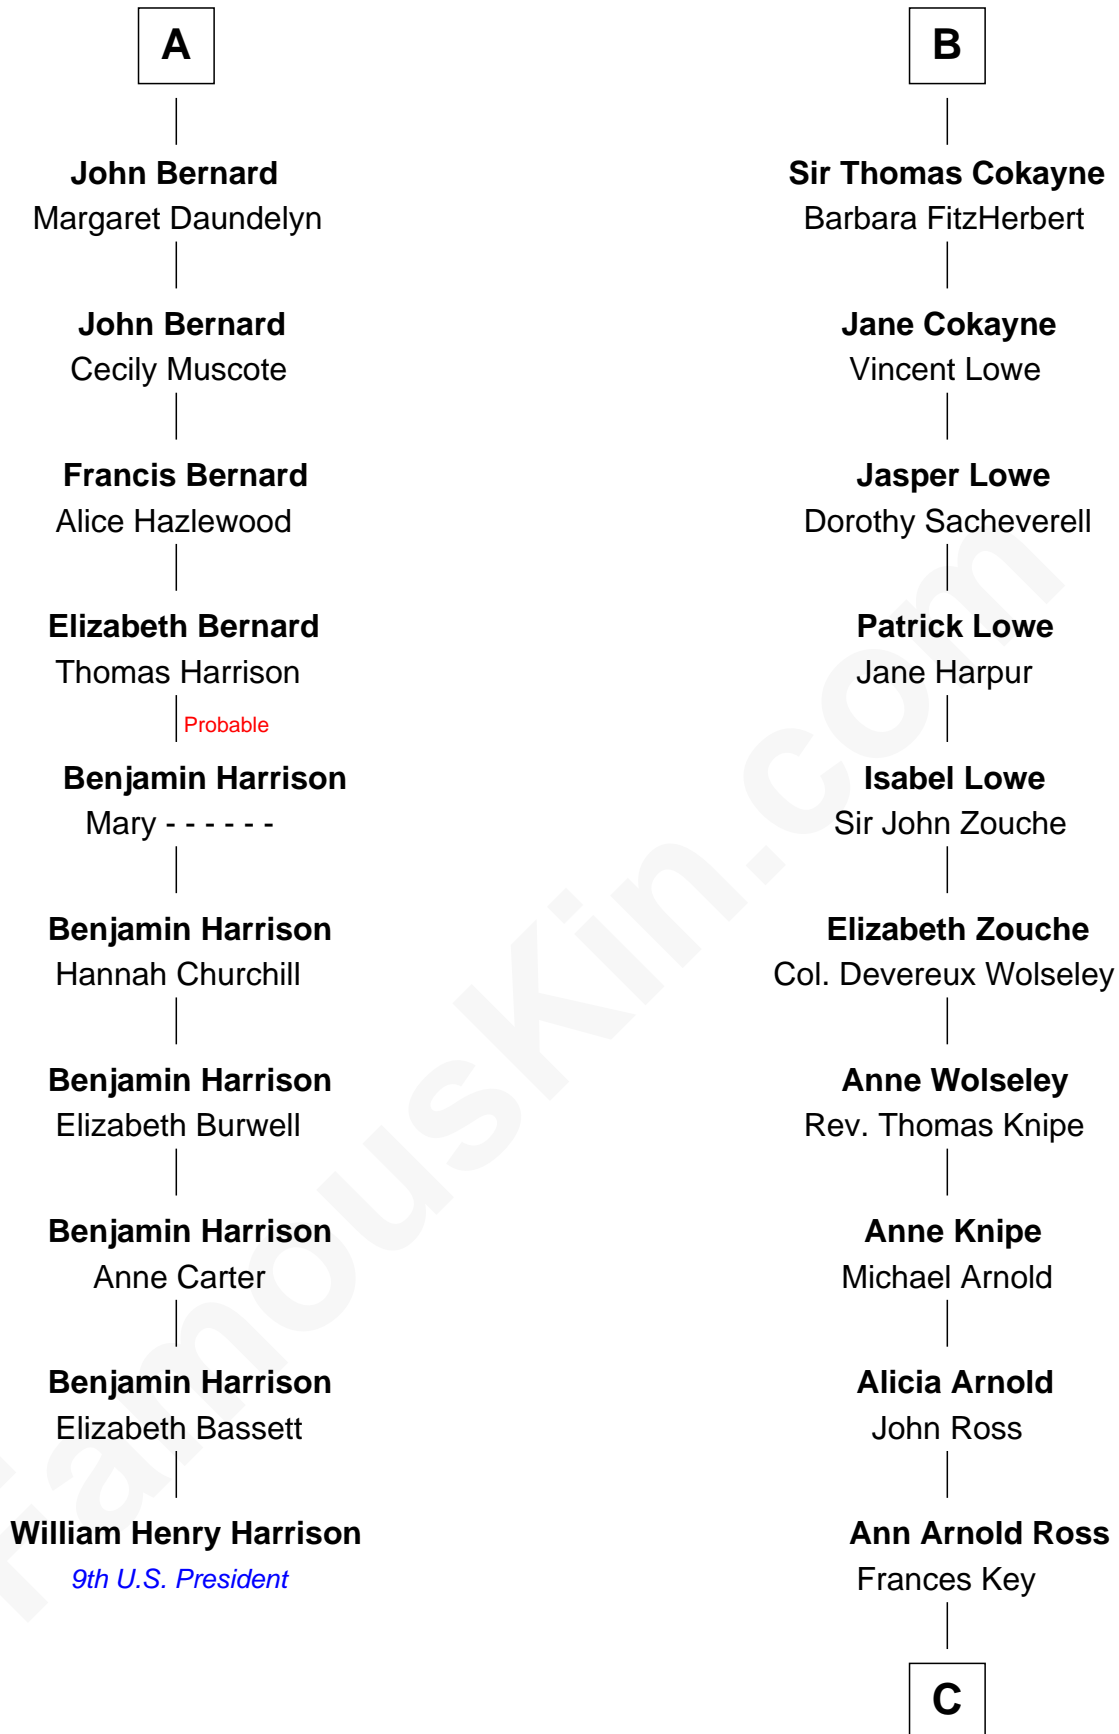 A
John Bernard
Margaret Daundelyn
John Bernard
Cecily Muscote
Francis Bernard
Alice Hazlewood
Elizabeth Bernard
Thomas Harrison
Probable
Benjamin Harrison
Mary - - - - - -
Benjamin Harrison
Hannah Churchill
Benjamin Harrison
Elizabeth Burwell
Benjamin Harrison
Anne Carter
Benjamin Harrison
Elizabeth Bassett
William Henry Harrison
9th U.S. President
B
Sir Thomas Cokayne
Barbara FitzHerbert
Jane Cokayne
Vincent Lowe
Jasper Lowe
Dorothy Sacheverell
Patrick Lowe
Jane Harpur
Isabel Lowe
Sir John Zouche
Elizabeth Zouche
Col. Devereux Wolseley
Anne Wolseley
Rev. Thomas Knipe
Anne Knipe
Michael Arnold
Alicia Arnold
John Ross
Ann Arnold Ross
Frances Key
C
FamousKin.com